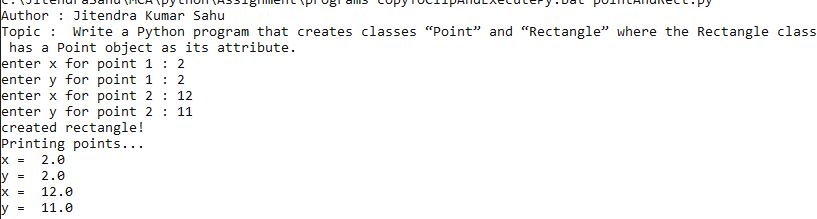 c:\JitendraSahu\MCA\python\Assignment\programs copyToClipAndExecutePy.bat pointAndRect.py
Author : Jitendra Kumar Sahu
Topic :  Write a Python program that creates classes “Point” and “Rectangle” where the Rectangle class
 has a Point object as its attribute.
enter x for point 1 : 2
enter y for point 1 : 2
enter x for point 2 : 12
enter y for point 2 : 11
created rectangle!
Printing points...
x =  2.0
y =  2.0
x =  12.0
y =  11.0